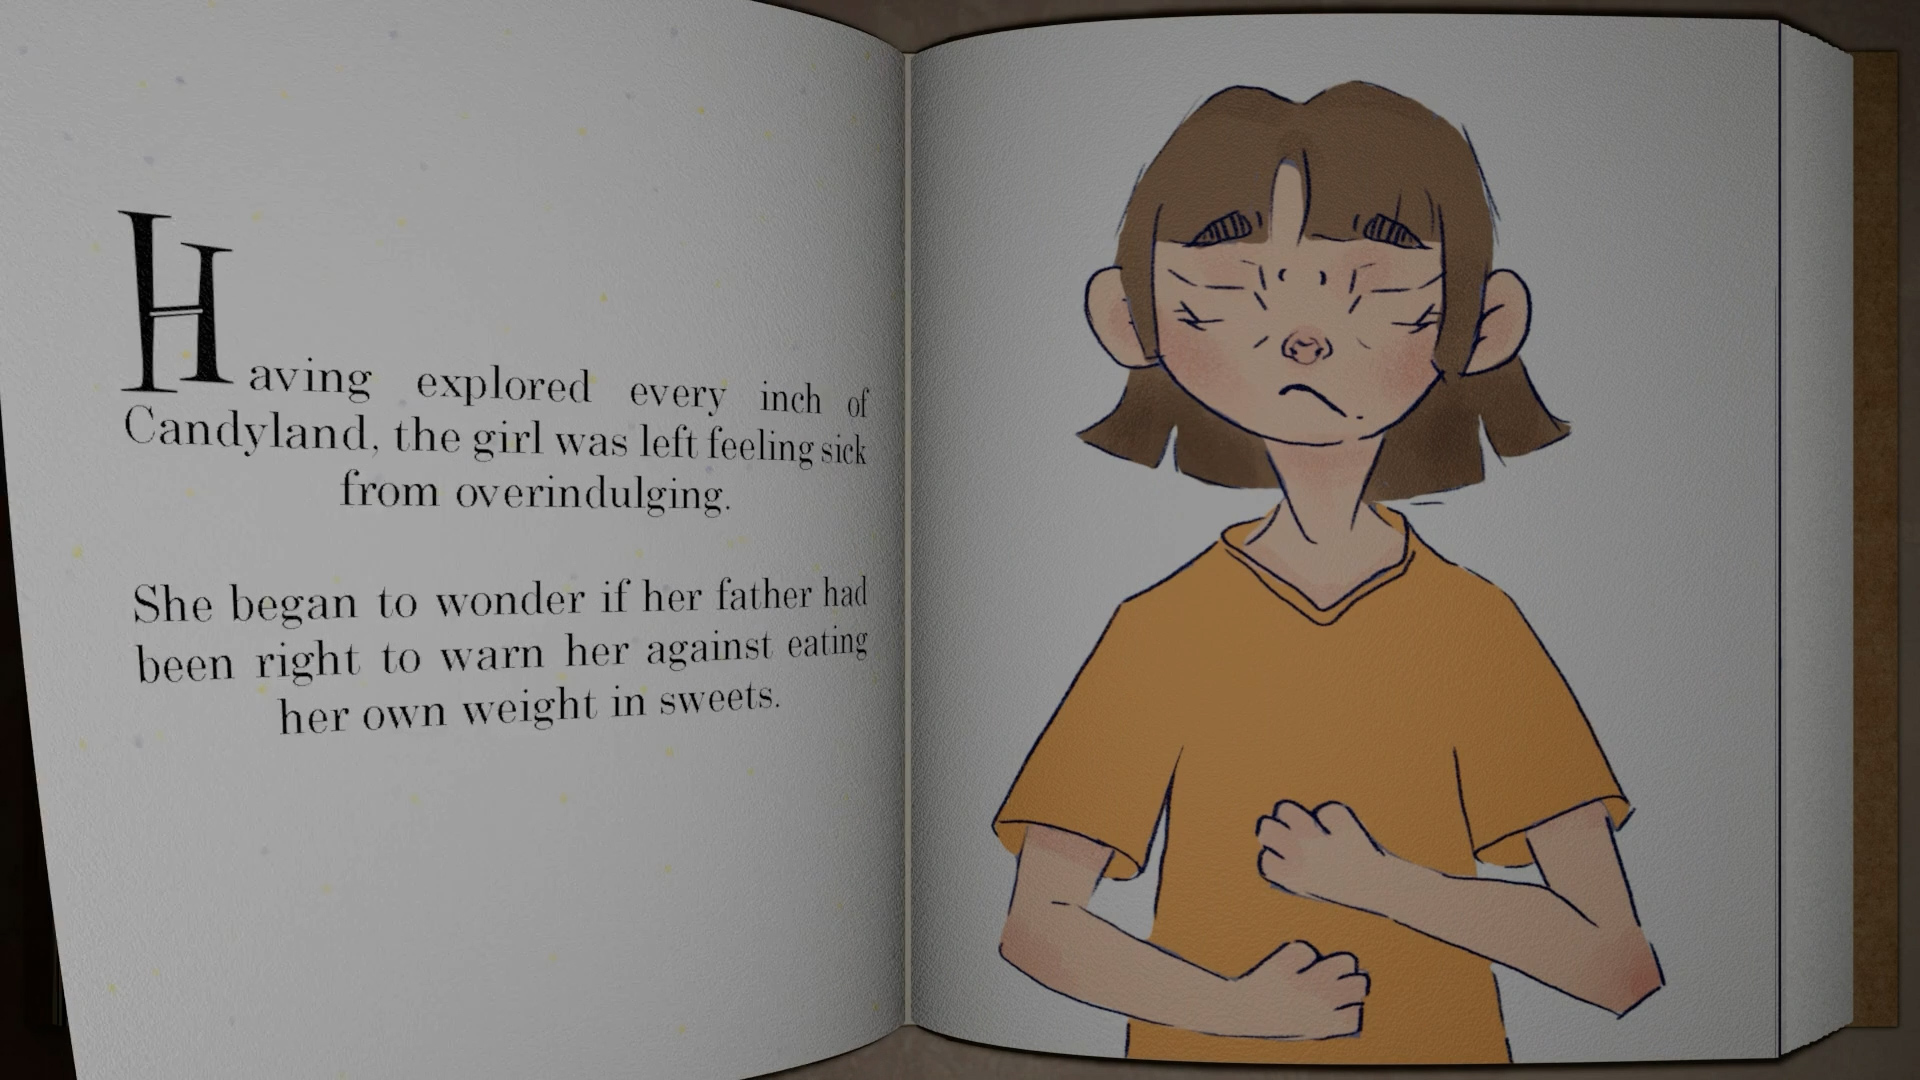 Having explored every inch of
Candyland, the girl was left feeling sick
from overindulging.
She began to wonder if her father had
been right to warn her against eating
her own weight in sweets.